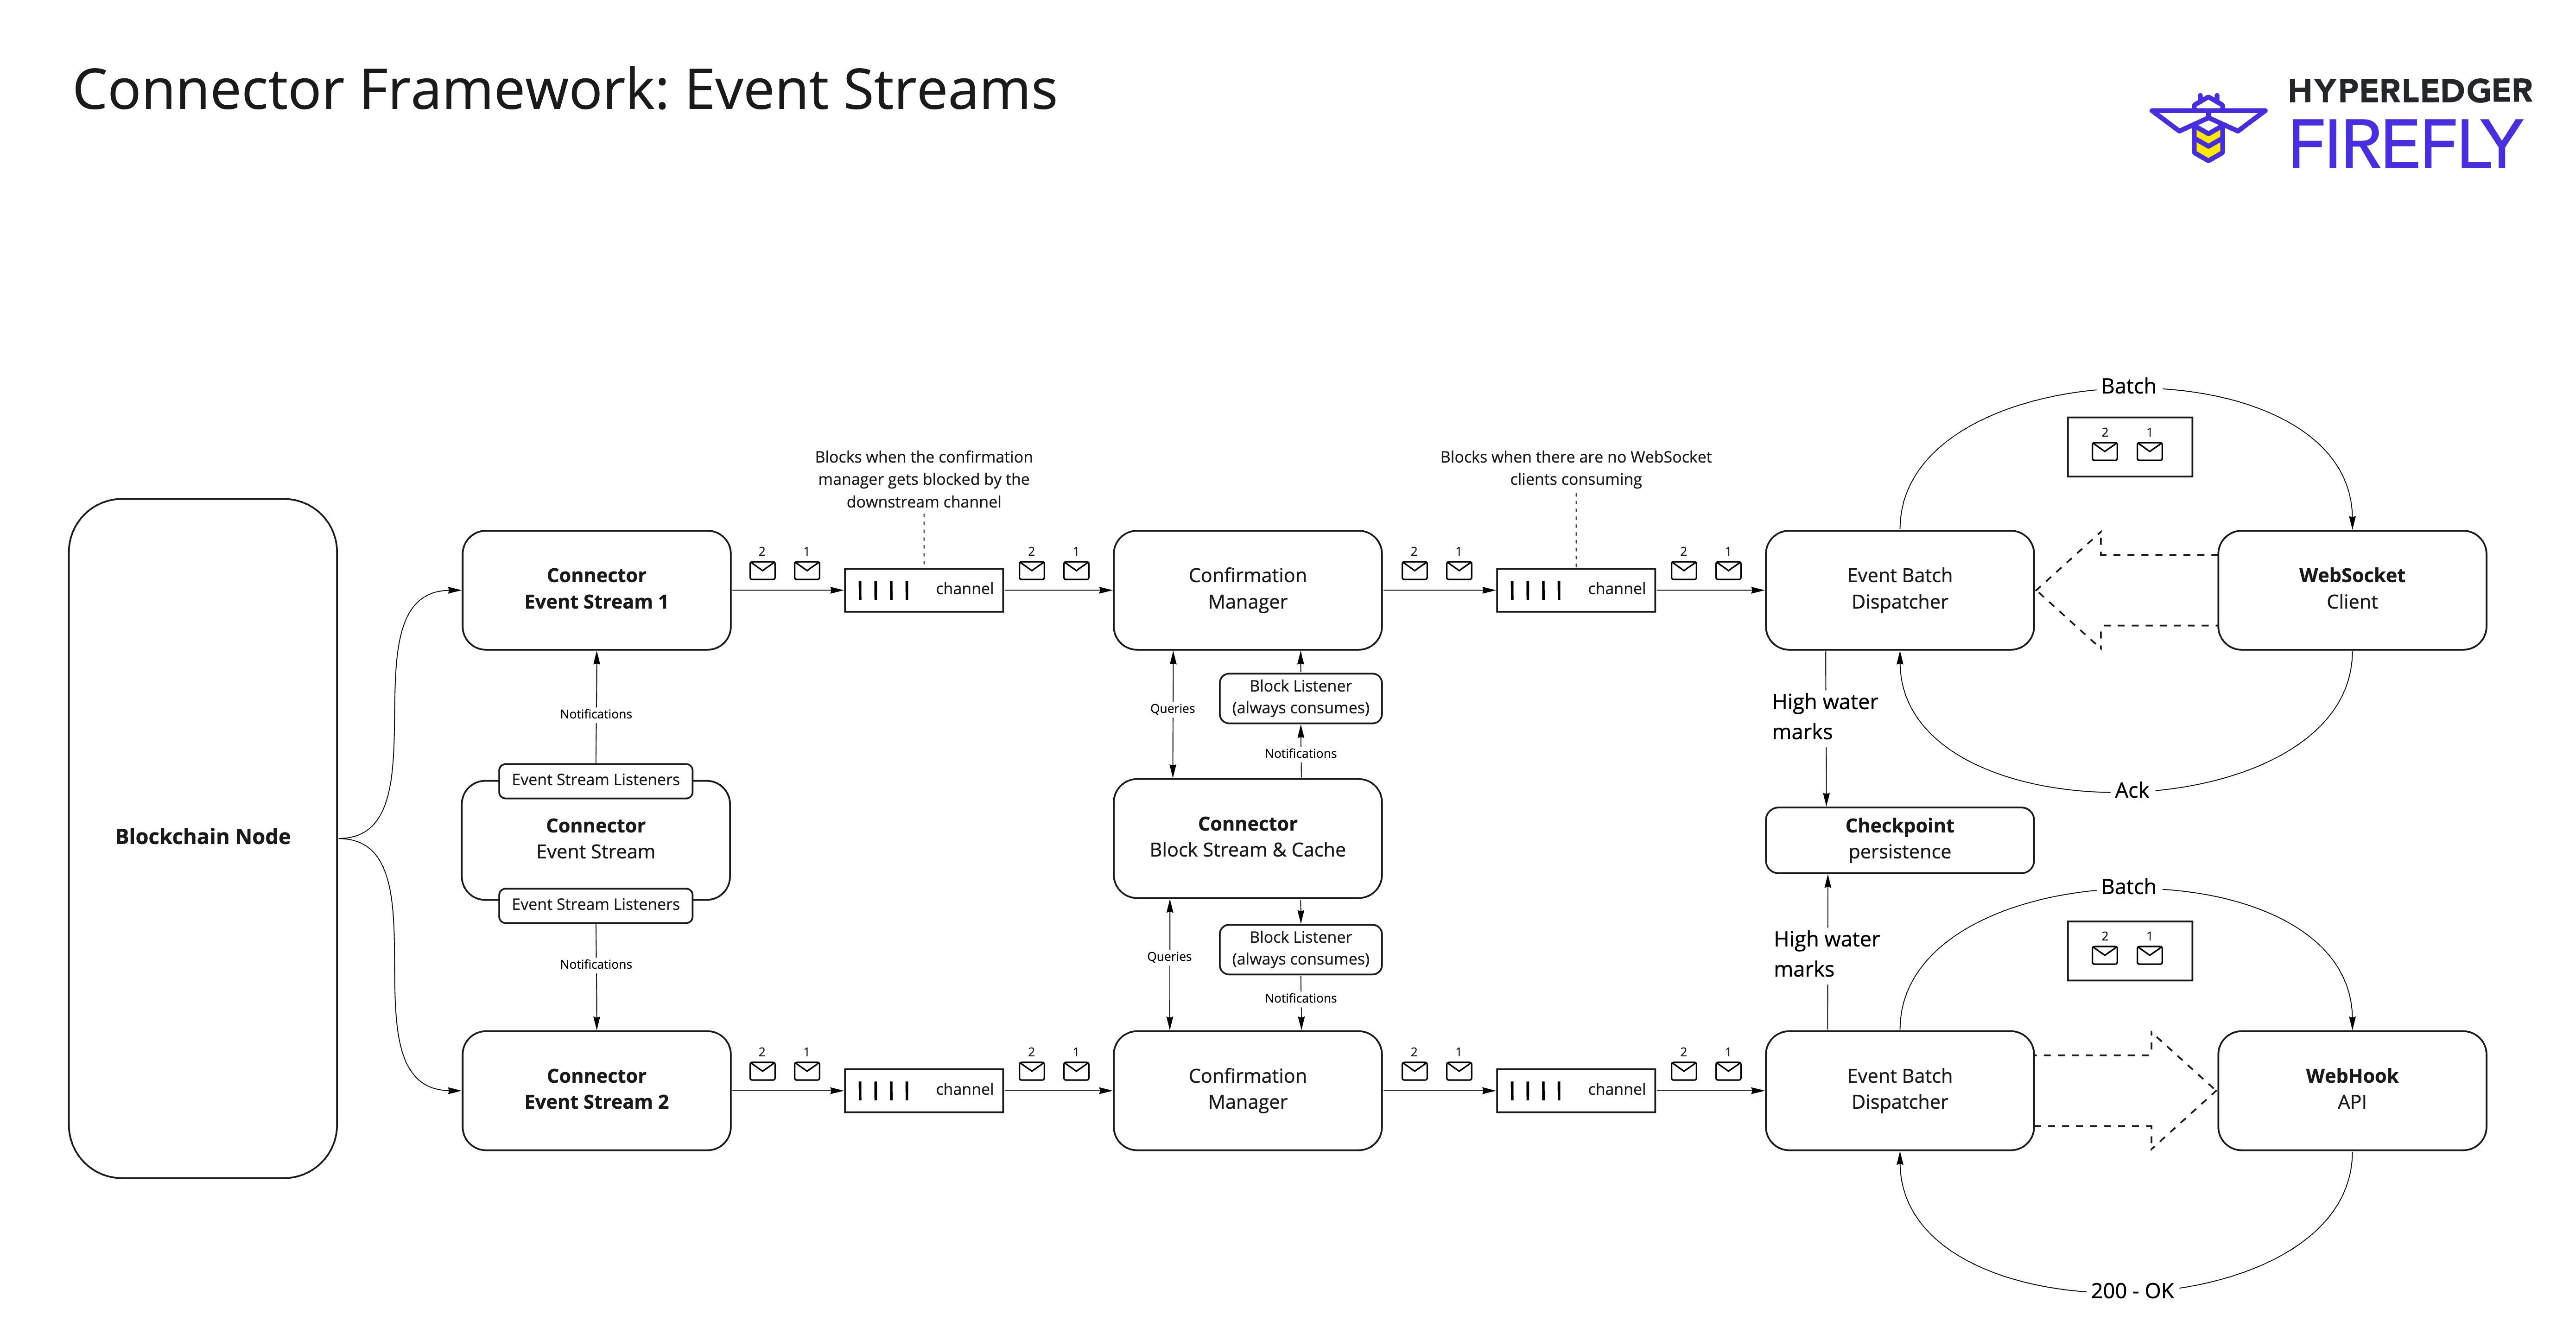 Connector Framework: Event Streams
HYPERLEDGER
FIREFLY
Blockchain Node
Connector
Event Stream 1
Notifications
Event Stream Listeners
Connector
Event Stream
Event Stream Listeners
Notifications
Connector
Event Stream 2
2 1
Blocks when the confirmation
manager gets blocked by the
downstream channel
channel
2 1
2 1
channel
2 1
Confirmation
Manager
Queries
Block Listener
(always consumes)
Notifications
Connector
Block Stream & Cache
Queries
Block Listener
(always consumes)
Notifications
Confirmation
Manager
2 1
Blocks when there are no WebSocket
clients consuming
channel
2 1
2 1
channel
2 1
Event Batch
Dispatcher
High water
marks
Checkpoint
persistence
High water
marks
Event Batch
Dispatcher
Batch
2 1
WebSocket
Client
Ack
Batch
2 1
WebHook
API
200 - OK